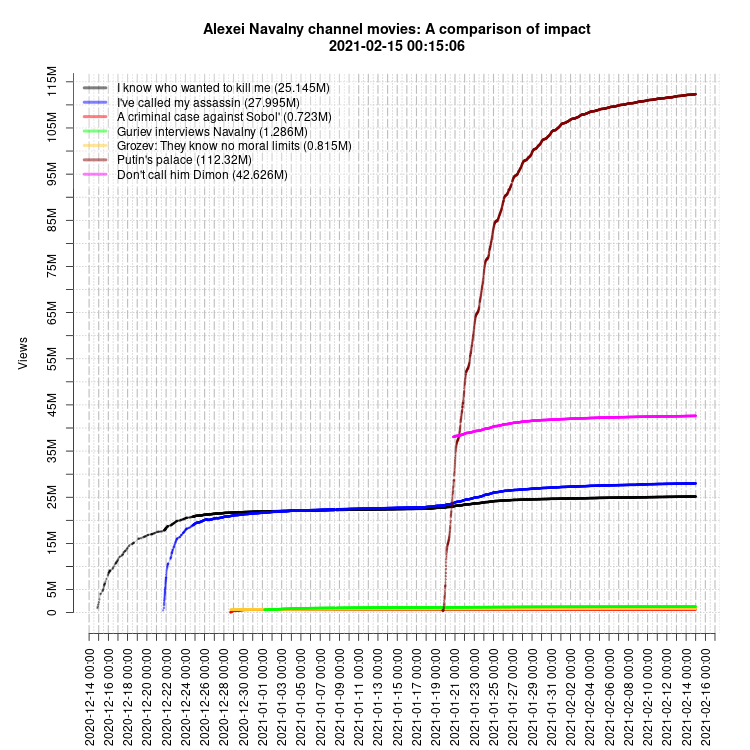 Alexei Navalny channel movies: A comparison of impact
2021-02-15 00:15:06
I know who wanted to kill me (25.145M)
I've called my assassin (27.995M)
A criminal case against Sobol' (0.723M)
Guriev interviews Navalny (1.286M)
Grozev: They know no moral limits (0.815M)
Putin's palace (112.32M)
Don't call him Dimon (42.626M)
Views
115M
105M
95M
85M
75M
65M
55M
45M
35M
25M
15M
5M
0
2020-12-14 00:00
2020-12-16 00:00
2020-12-18 00:00
2020-12-20 00:00
2020-12-22 00:00
2020-12-24 00:00
2020-12-26 00:00
2020-12-28 00:00
2020-12-30 00:00
2021-01-01 00:00
2021-01-03 00:00
2021-01-05 00:00
2021-01-07 00:00
2021-01-09 00:00
2021-01-11 00:00
2021-01-13 00:00
2021-01-15 00:00
2021-01-17 00:00
2021-01-19 00:00
2021-01-21 00:00
2021-01-23 00:00
2021-01-25 00:00
2021-01-27 00:00
2021-01-29 00:00
2021-01-31 00:00
2021-02-02 00:00
2021-02-04 00:00
2021-02-06 00:00
2021-02-08 00:00
2021-02-10 00:00
2021-02-12 00:00
2021-02-14 00:00
2021-02-16 00:00